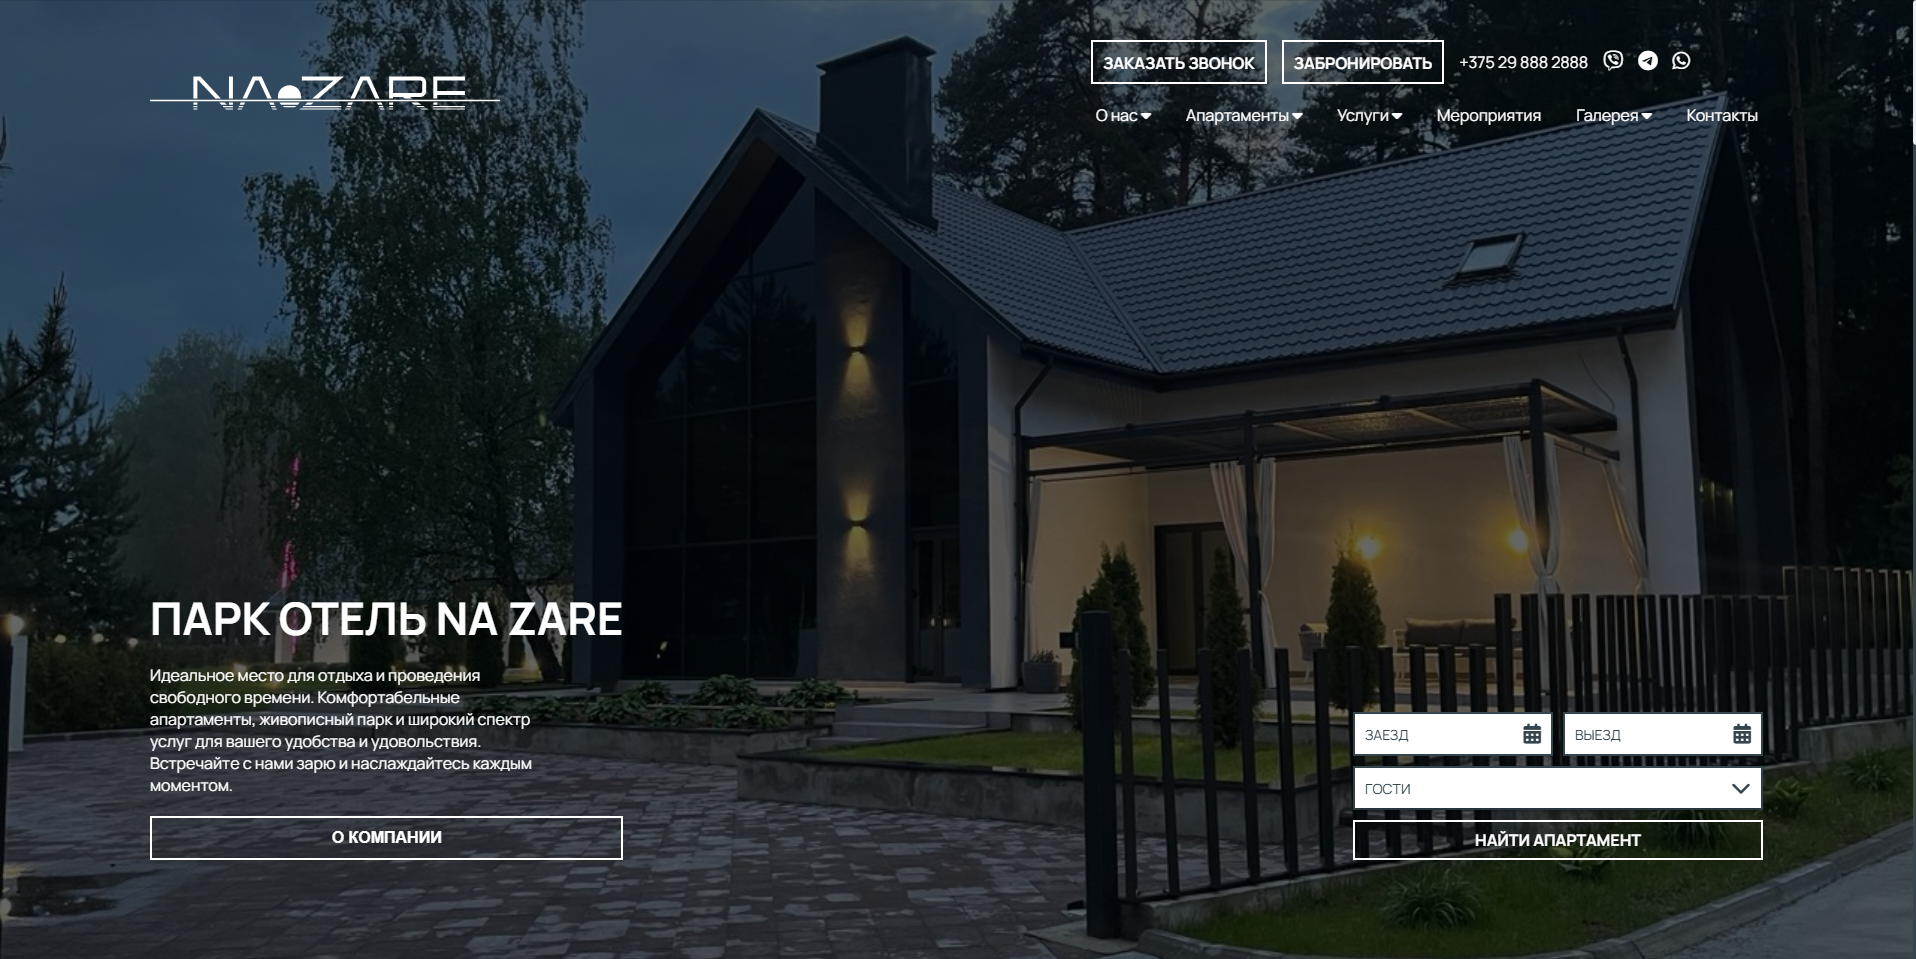 NA ZARE
ЗАКАЗАТЬ ЗВОНОК
ЗАБРОНИРОВАТЬ
+375 29 888 2888
О нас
Апартаменты
Услуги
Мероприятия
Галерея
Контакты
ПАРК ОТЕЛЬ NA ZARE
Идеальное место для отдыха и проведения
свободного времени. Комфортабельные
апартаменты, живописный парк и широкий спектр
услуг для вашего удобства и удовольствия.
Встречайте с нами зарю и наслаждайтесь каждым
моментом.
О КОМПАНИИ
ЗАЕЗД
ВЫЕЗД
ГОСТИ
НАЙТИ АПАРТАМЕНТ